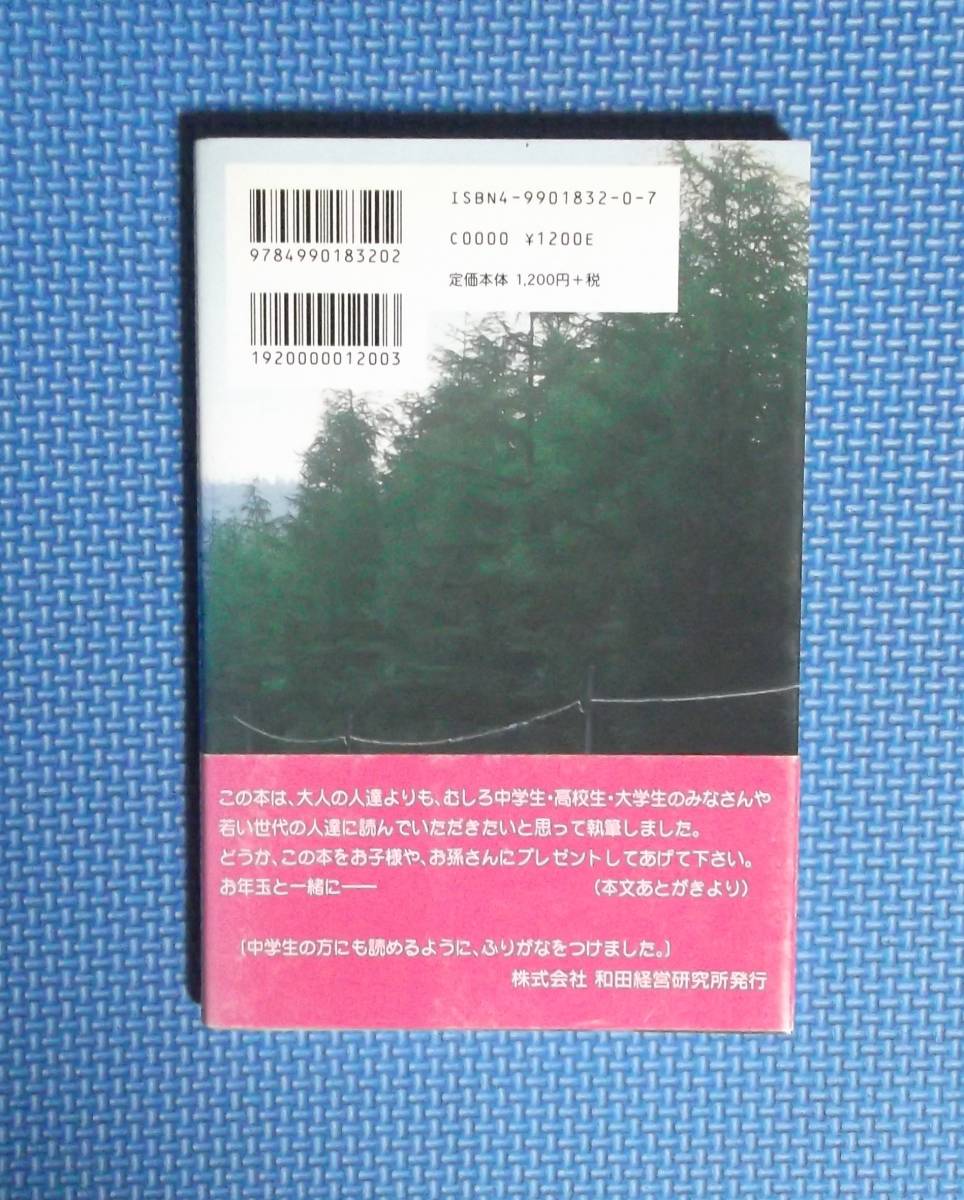 ISBN4-9901832-0-7
C0000 ¥1200E
定価本体 1,200円+税
9784990183202
1920000012003
この本は、大人の人達よりも、むしろ中学生・高校生・大学生のみなさんや
若い世代の人達に読んでいただきたいと思って執筆しました。
どうか、この本をお子様や、お孫さんにプレゼントしてあげて下さい。
お年玉と一緒に―― (本文あとがきより)
〔中学生の方にも読めるように、ふりがなをつけました。〕
株式会社 和田経営研究所発行